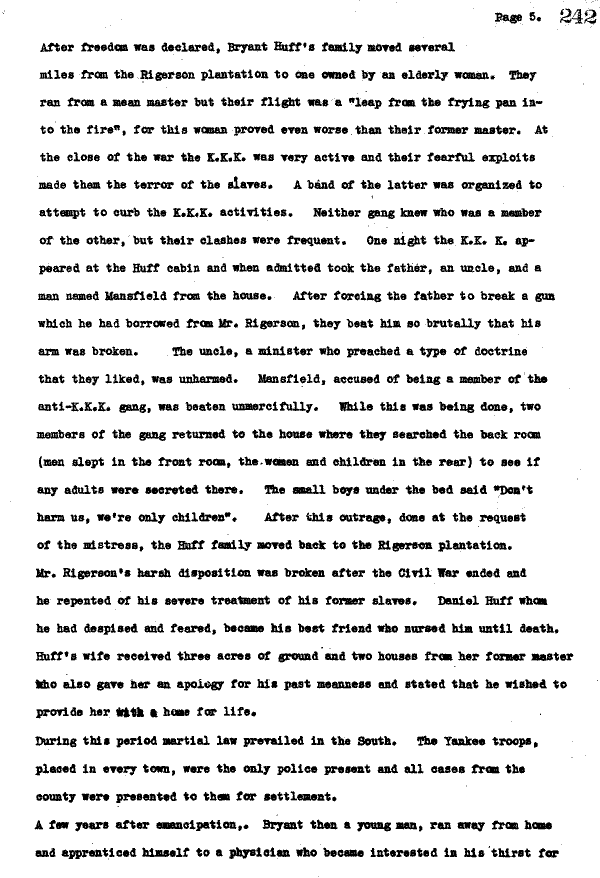 Page 5. 242
After freedom was declared, Bryant Huff's family moved several
miles from the Rigerson plantation to one owned by an elderly woman. They
ran from a mean master but their flight was a "leap from the frying pan in-
to the fire", for this woman proved even worse than their former master. At
the close of the war the K.K.K. was very active and their fearful exploits
made them the terror of the slaves. A band of the latter was organized to
attempt to curb the K.K.K. activities. Neither gang knew who was a member
of the other, but their clashes were frequent. One night the K.K. K. ap-
peared at the Huff cabin and when admitted took the father, an uncle, and a
man named Mansfield from the house. After forcing the father to break a gun
which he had borrowed from Mr. Rigerson, they beat him so brutally that his
arm was broken. The uncle, a minister who preached a type of doctrine
that they liked, was unharmed. Mansfield, accused of being a member of the
anti-K.K.K. gang, was beaten unmercifully. While this was being done, two
members of the gang returned to the house where they searched the back room
(men slept in the front room, the women and children in the rear) to see if
any adults were secreted there. The small boys under the bed said "Don't
harm us, we're only children". After this outrage, done at the request
of the mistress, the Huff family moved back to the Rigerson plantation.
Mr. Rigerson's harsh disposition was broken after the Civil War ended and
he repented of his severe treatment of his former slaves. Daniel Huff whom
he had despised and feared, became his best friend who nursed him until death.
Huff's wife received three acres of ground and two houses from her former master
who also gave her an apology for his past meanness and stated that he wished to
provide her with a home for life.
During this period martial law prevailed in the South. The Yankee troops,
placed in every town, were the only police present and all cases from the
county were presented to them for settlement.
A few years after emancipation,. Bryant then a young man, ran away from home
and apprenticed himself to a physician who became interested in his thirst for